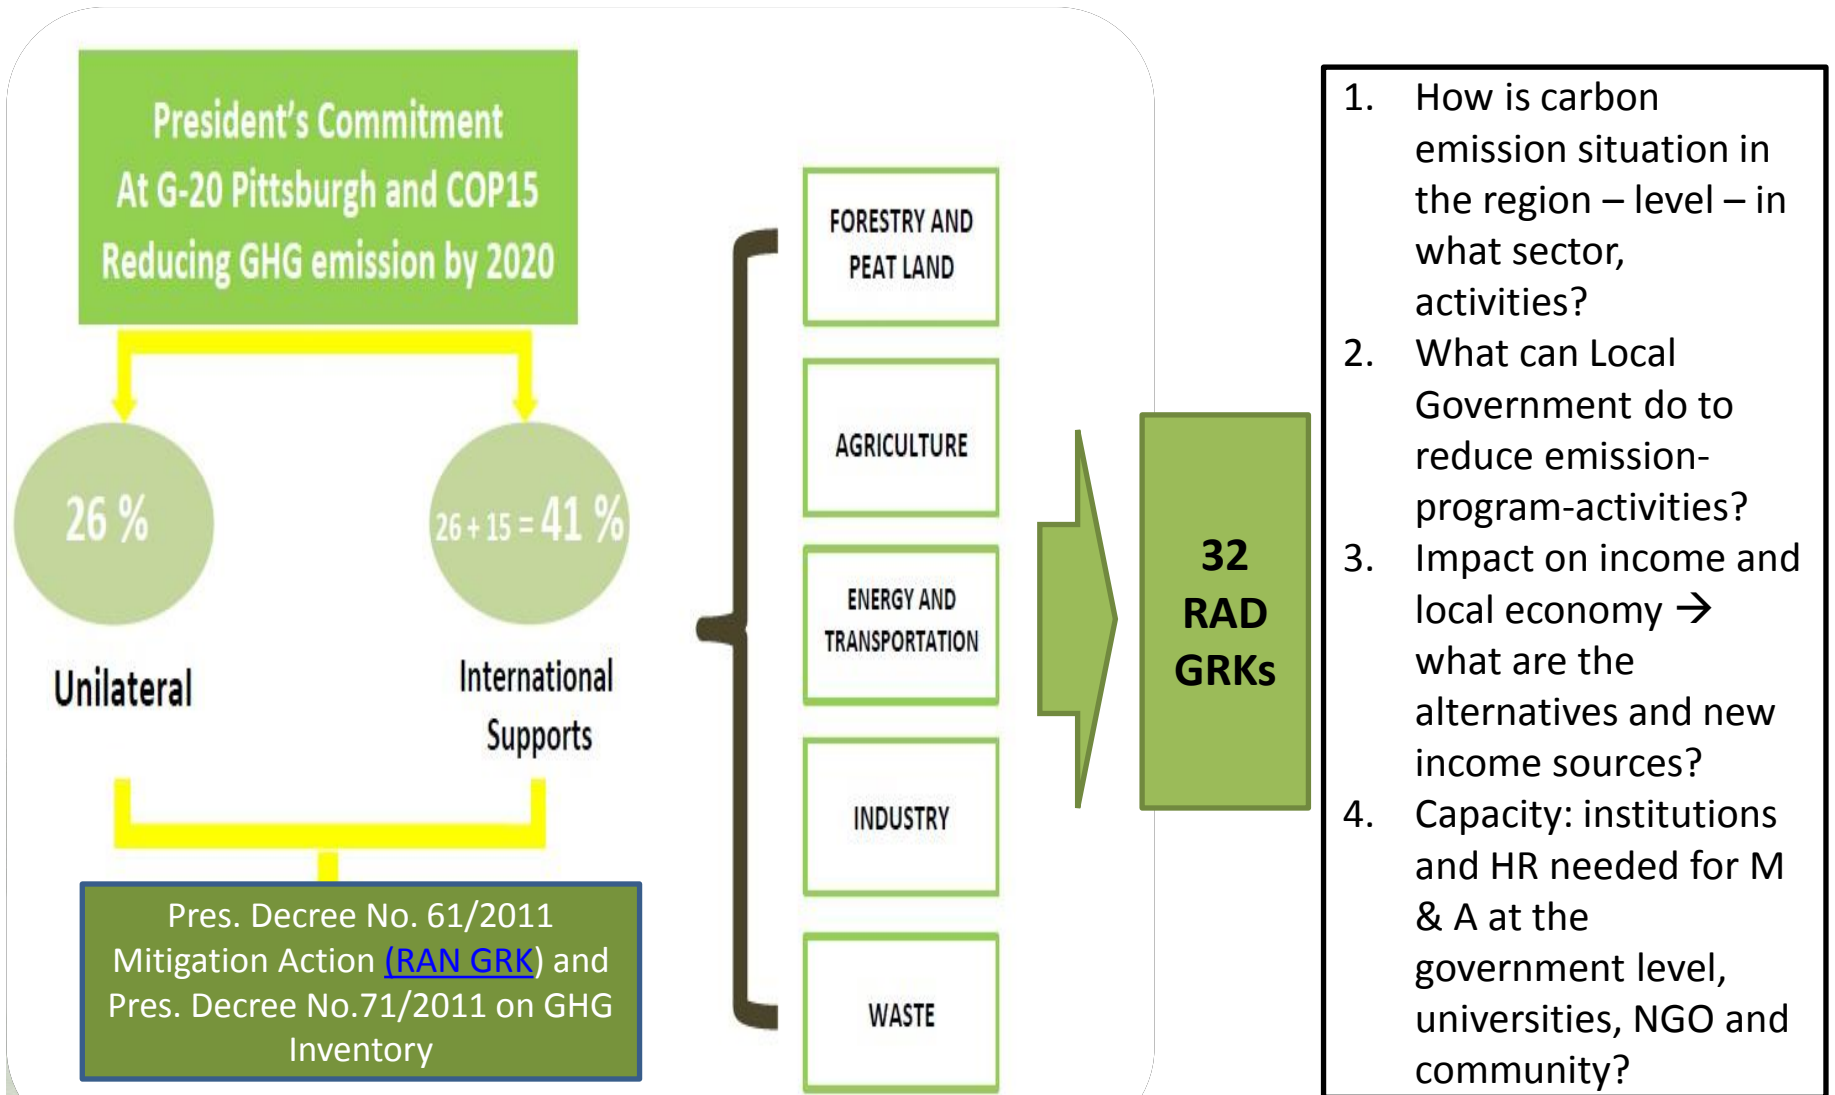 President's Commitment
At G-20 Pittsburgh and COP15
Reducing GHG emission by 2020
26 %
26 + 15 = 41 %
Unilateral
International
Supports
Pres. Decree No. 61/2011
Mitigation Action (RAN GRK) and
Pres. Decree No.71/2011 on GHG
Inventory
FORESTRY AND
PEAT LAND
AGRICULTURE
ENERGY AND
TRANSPORTATION
INDUSTRY
WASTE
32
RAD
GRKs
1. How is carbon
emission situation in
the region – level – in
what sector,
activities?
2. What can Local
Government do to
reduce emission-
program-activities?
3. Impact on income and
local economy →
what are the
alternatives and new
income sources?
4. Capacity: institutions
and HR needed for M
& A at the
government level,
universities, NGO and
community?